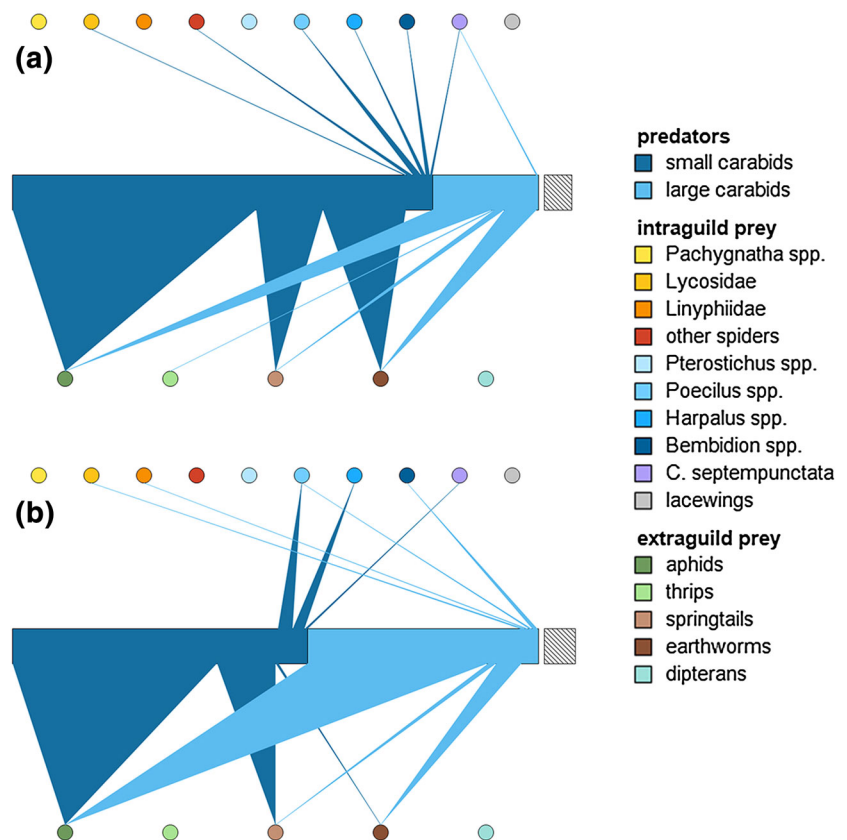 (a)
(b)
predators
small carabids
large carabids
intraguild prey
Pachygnatha spp.
Lycosidae
Linyphiidae
other spiders
Pterostichus spp.
Poecilus spp.
Harpalus spp.
Bembidion spp.
C. septempunctata
lacewings
extraguild prey
aphids
thrips
springtails
earthworms
dipterans